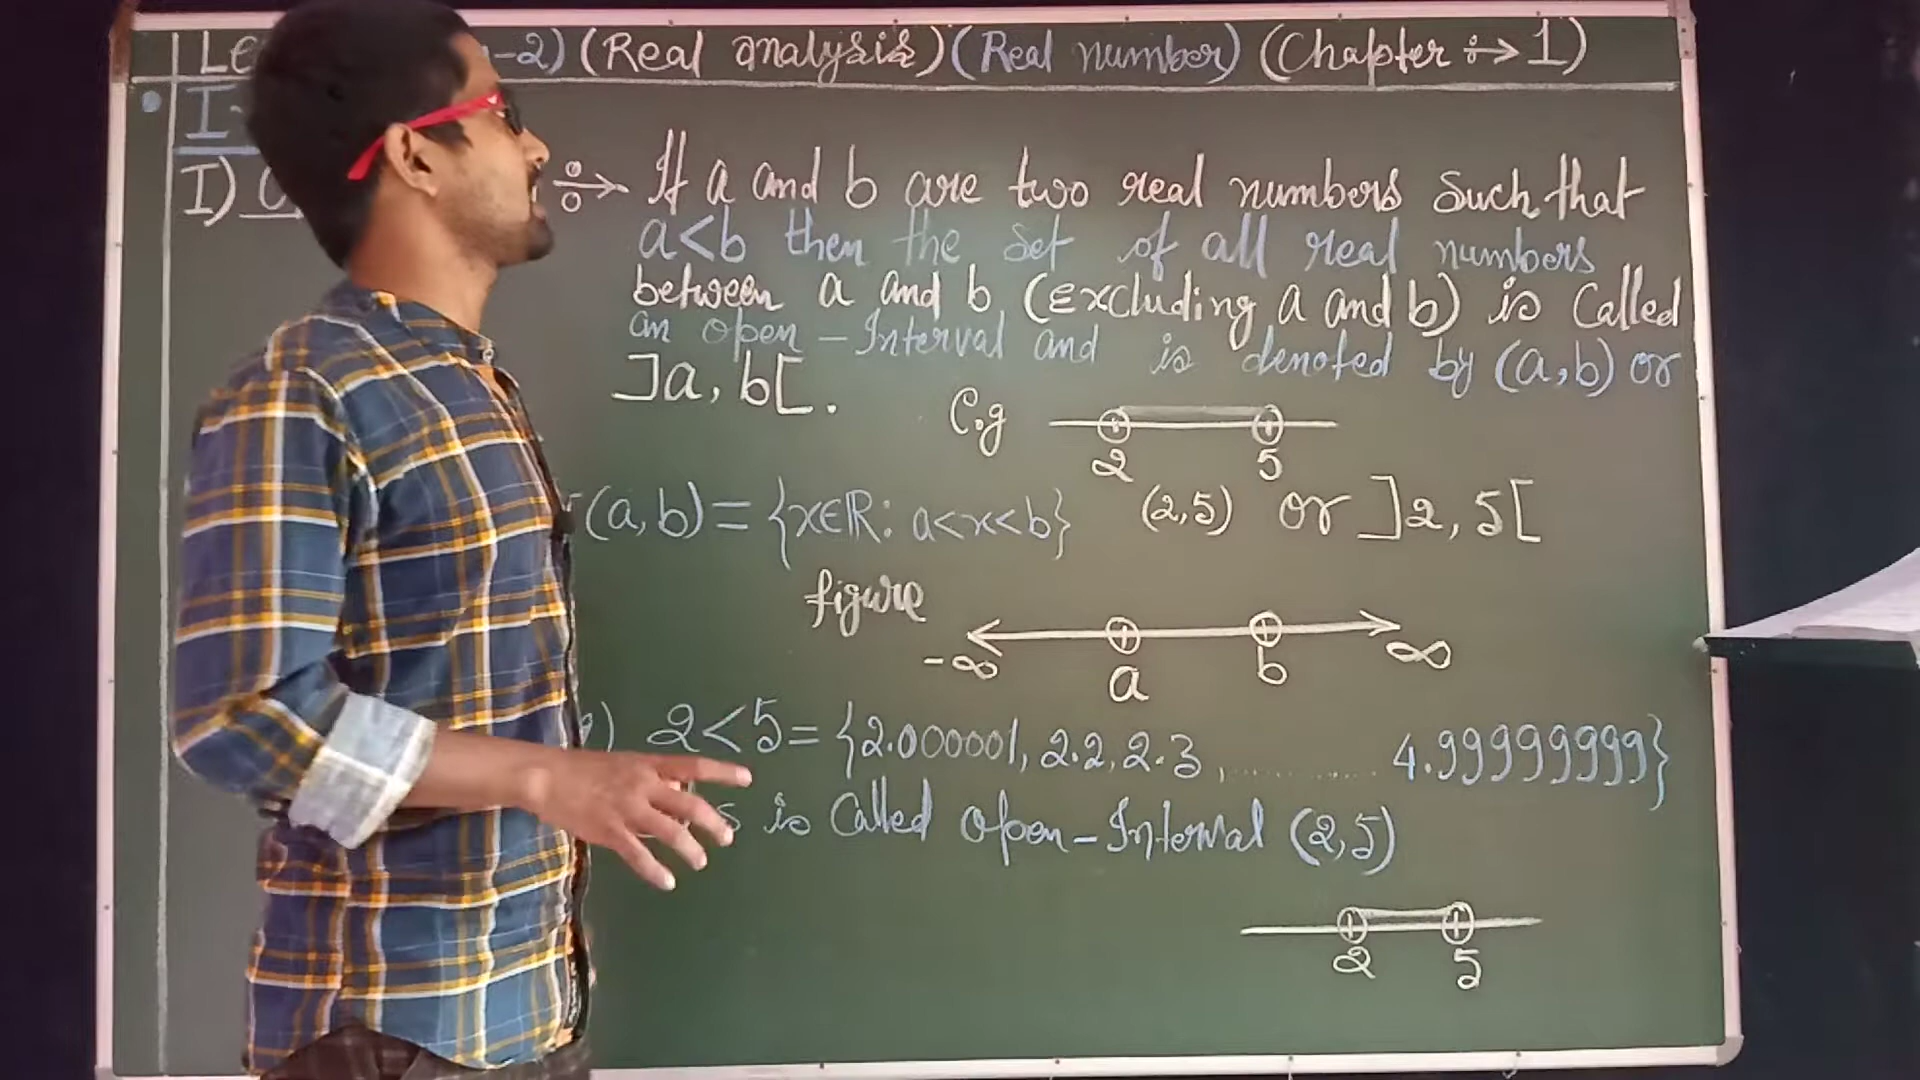 -2) (Real analysis) (Real number) (Chapter ÷> 1)
I)
÷> If a and b are two real numbers Such that
a<b then the set of all real numbers
between a and b (Excluding a and b) is Called
an open-Interval and is denoted by (a,b) or
]a, b[.
e.g
2 5
(a,b) = {x∈R: a<x<b} (2,5) or ]2, 5[
figure
-∞ a b ∞
2<5 = {2.000001, 2.2, 2.3, ........... 4.99999999}
is Called open-Interval (2,5)
2 5